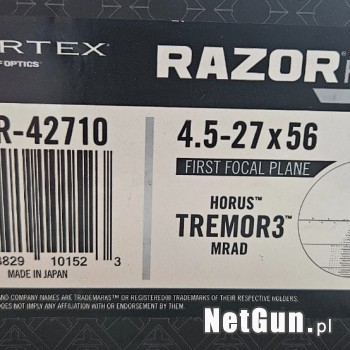 RTEX® RAZOR®
OPTICS
R-42710 4.5-27x56
FIRST FOCAL PLANE
HORUS™
TREMOR3™
MRAD
829 10152 3
MADE IN JAPAN
AND COMPANY NAMES ARE TRADEMARKS™ OR REGISTERED® TRADEMARKS OF THEIR RESPECTIVE HOLDERS.
DOES NOT IMPLY ANY AFFILIATION WITH OR ENDORSEMENT BY THEM.
NetGun.pl